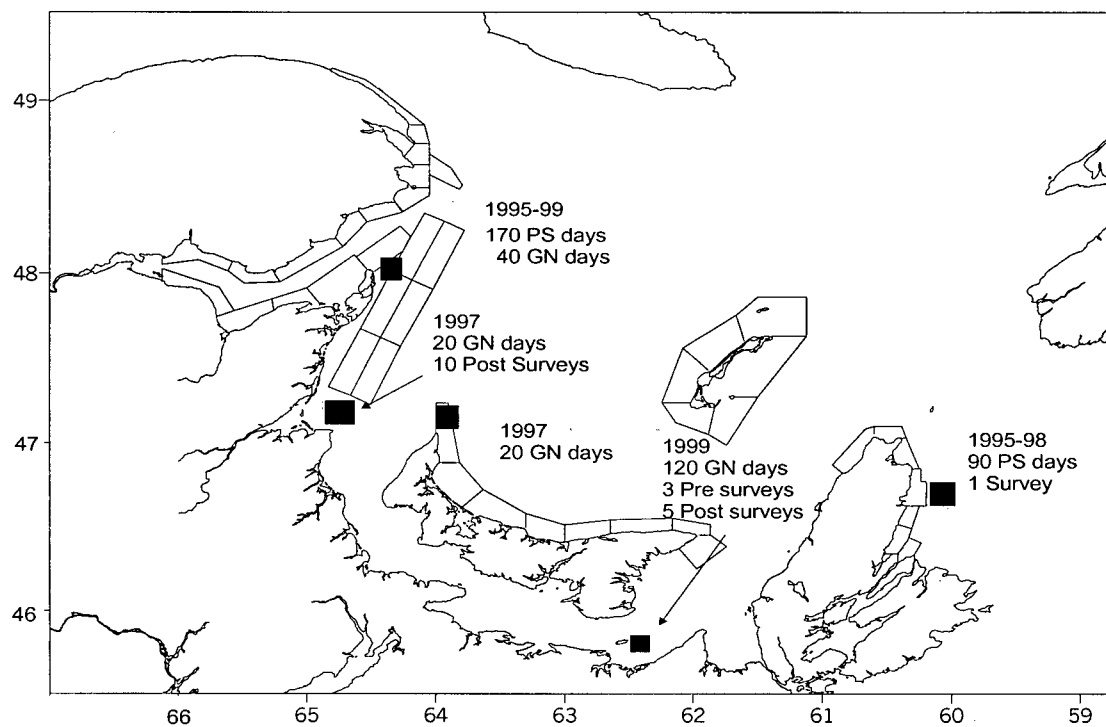 49
48
47
46
1995-99
170 PS days
40 GN days
1997
20 GN days
10 Post Surveys
1997
20 GN days
1999
120 GN days
3 Pre surveys
5 Post surveys
1995-98
90 PS days
1 Survey
66 65 64 63 62 61 60 59